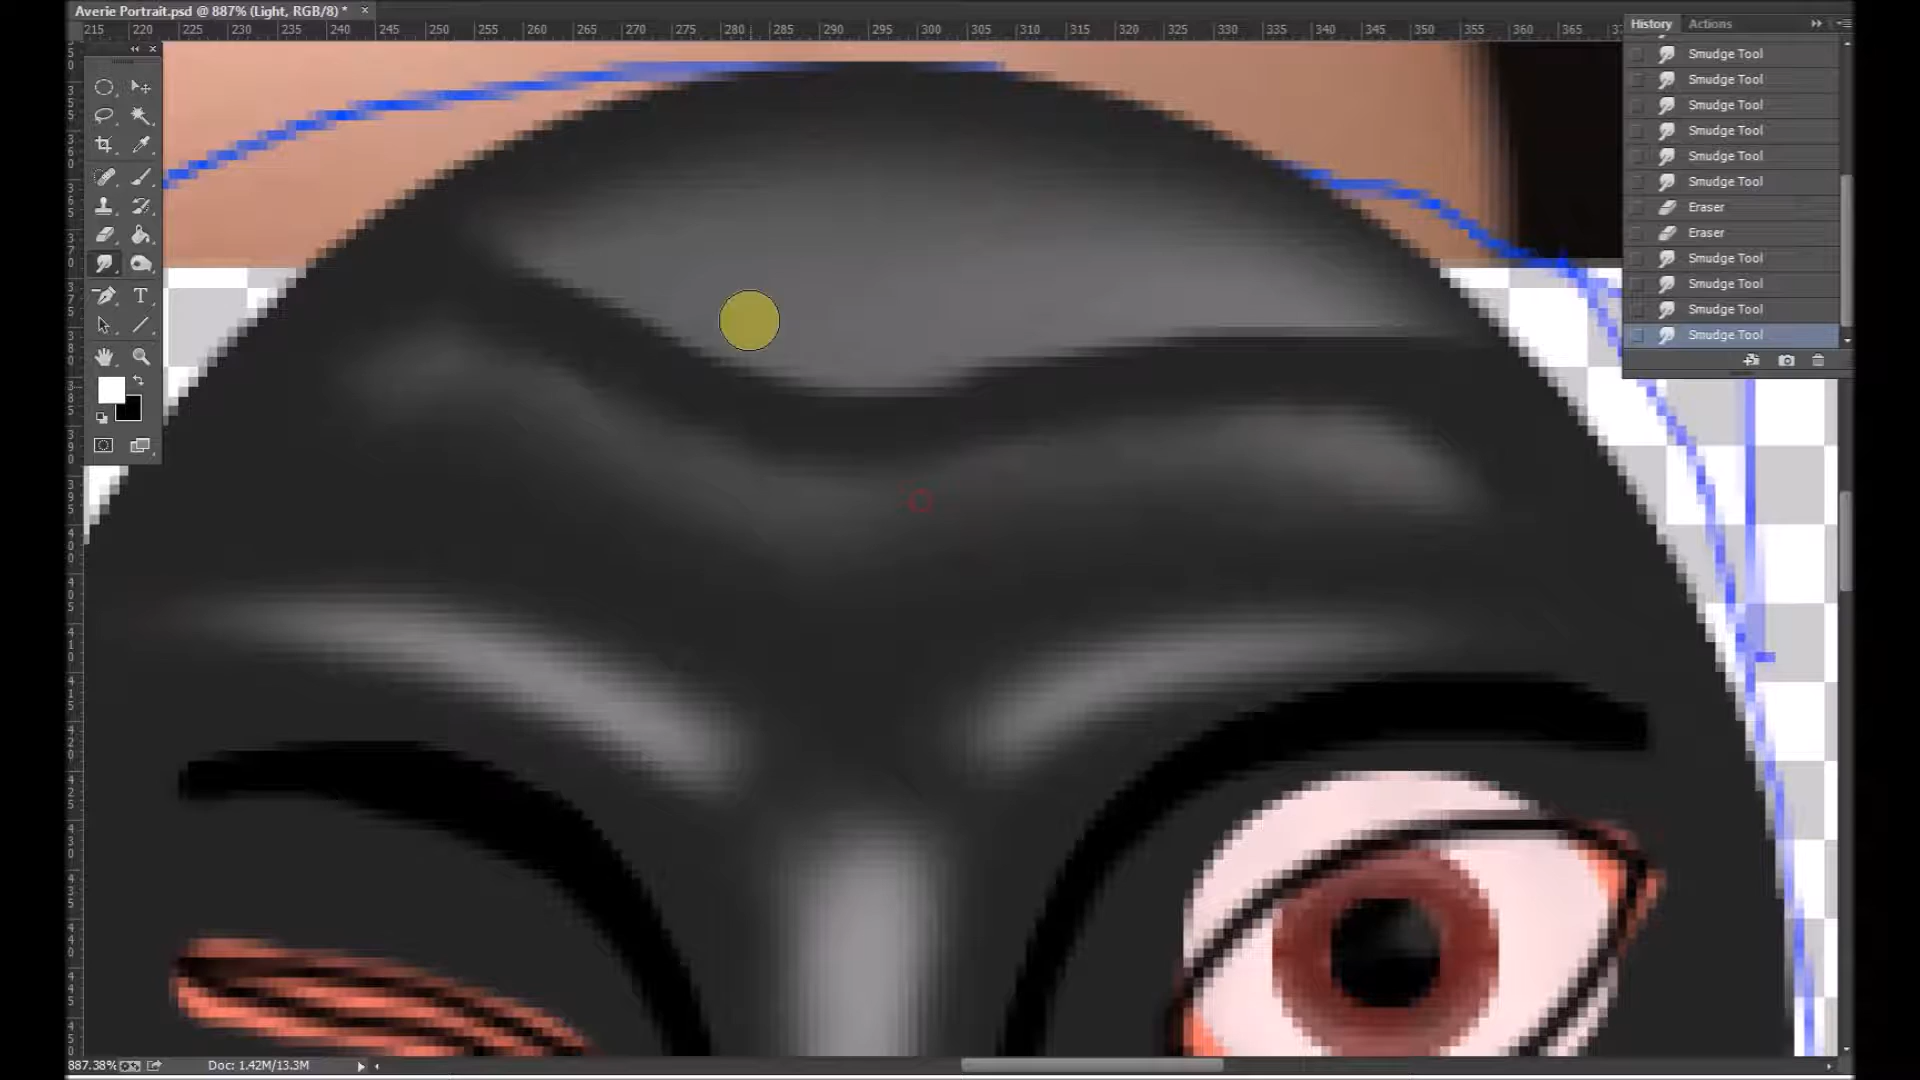 Averie Portrait.psd @ 887% (Light, RGB/8) * ×
215 220 225 230 235 240 245 250 255 260 265 270 275 280 285 290 295 300 305 310 315 320 325 330 335 340 345 350 355 360 365
History Actions
Smudge Tool
Smudge Tool
Smudge Tool
Smudge Tool
Smudge Tool
Smudge Tool
Eraser
Eraser
Smudge Tool
Smudge Tool
Smudge Tool
Smudge Tool
T
887.38% Doc: 1.42M/13.3M